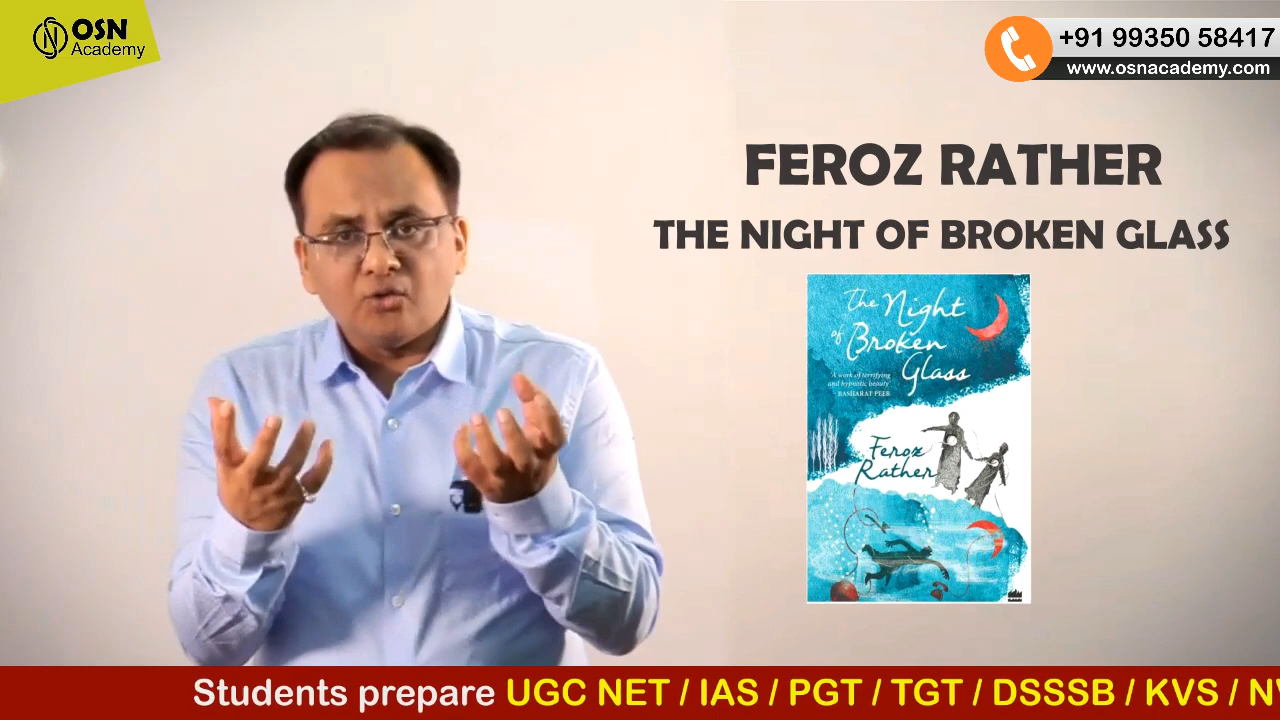 OSN
Academy
+91 99350 58417
www.osnacademy.com
FEROZ RATHER
THE NIGHT OF BROKEN GLASS
The Night
of Broken
Glass
'A work of terrifying
and hypnotic beauty'
BASHARAT PEER
Feroz
Rather
Students prepare UGC NET / IAS / PGT / TGT / DSSSB / KVS / N